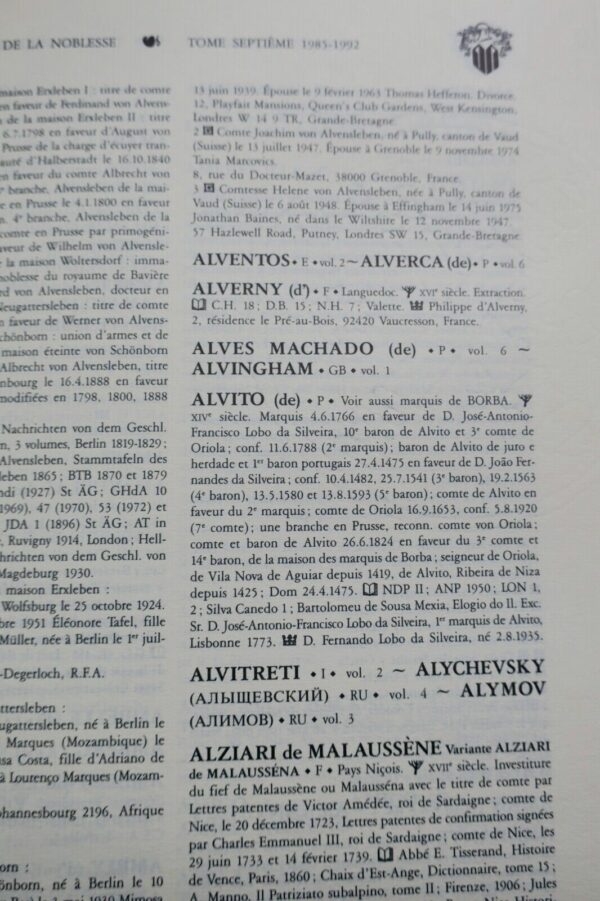 DE LA NOBLESSE TOME SEPTIÈME 1985-1992
maison Erxleben I : titre de comte
en faveur de Ferdinand von Alvens-
de la maison Erxleben II : titre
6.7.1798 en faveur d'August von
Prusse de la charge d'écuyer tran-
auté d'Halberstadt le 16.10.1840
en faveur du comte Albrecht von
branche, Alvensleben de la mai-
e Prusse le 4.1.1800 en faveur
n. 4e branche, Alvensleben de la
comte en Prusse par primogéni-
aveur de Wilhelm von Alvensle-
e la maison Woltersdorf : imma-
noblesse du royaume de Bavière
rd von Alvensleben, docteur en
Neugattersleben : titre de comte
n faveur de Werner von Alvens-
chönborn : union d'armes et de
maison éteinte von Schönborn
Albrecht von Alvensleben, titre
enbourg le 16.4.1888 en faveur
modifiées en 1798, 1800, 1888
Nachrichten von dem Geschl.
n, 3 volumes, Berlin 1819-1829 ;
Alvensleben, Stammtafeln des
leben 1865 ; BTB 1870 et 1879
ndi (1927) St ÄG ; GHdA 10
1969), 47 (1970), 53 (1972) et
JDA 1 (1896) St ÄG ; AT in
, Ruvigny 1914, London ; Hell-
hrichten von dem Geschl. von
Magdeburg 1930.
maison Erxleben :
Wolfsburg le 25 octobre 1924.
bre 1951 Éléonore Tafel, fille
Müller, née à Berlin le 1er juil-
-Degerloch, R.F.A.
attersleben :
ugattersleben, né à Berlin le
Marques (Mozambique) le
usa Costa, fille d'Adriano de
à Lourenço Marques (Mozam-
ohannesbourg 2196, Afrique
orn :
önborn, né à Berlin le 10
13 juin 1939. Épouse le 9 février 1963 Thomas Hefferon. Divorce.
12, Playfair Mansions, Queen's Club Gardens, West Kensington,
Londres W 14 9 TR, Grande-Bretagne.
2 Comte Joachim von Alvensleben, né à Pully, canton de Vaud
(Suisse) le 13 juillet 1947. Épouse à Grenoble le 9 novembre 1974
Tania Marcovics.
8, rue du Docteur-Mazet, 38000 Grenoble, France.
3 Comtesse Helene von Alvensleben, née à Pully, canton de
Vaud (Suisse) le 6 août 1948. Épouse à Effingham le 14 juin 1975
Jonathan Baines, né dans le Wiltshire le 12 novembre 1947.
57 Hazlewell Road, Putney, Londres SW 15, Grande-Bretagne
ALVENTOS • E • vol. 2 ~ ALVERCA (de) • P • vol. 6
ALVERNY (d') • F • Languedoc. XVIe siècle. Extraction.
C.H. 18 ; D.B. 15 ; N.H. 7 ; Valette. Philippe d'Alverny,
2, résidence le Pré-au-Bois, 92420 Vaucresson, France.
ALVES MACHADO (de) • P • vol. 6 ~
ALVINGHAM • GB • vol. 1
ALVITO (de) • P • Voir aussi marquis de BORBA.
XIVe siècle. Marquis 4.6.1766 en faveur de D. José-Antonio-
Francisco Lobo da Silveira, 10e baron de Alvito et 3e comte de
Oriola ; conf. 11.6.1788 (2e marquis) ; baron de Alvito de juro e
herdade et 1er baron portugais 27.4.1475 en faveur de D. João Fer-
nandes da Silveira ; conf. 10.4.1482, 25.7.1541 (3e baron), 19.2.1563
(4e baron), 13.5.1580 et 13.8.1593 (5e baron) ; comte de Alvito en
faveur du 2e marquis ; comte de Oriola 16.9.1653, conf. 5.8.1920
(7e comte) ; une branche en Prusse, reconn. comte von Oriola ;
comte et baron de Alvito 26.6.1824 en faveur du 3e comte et
14e baron, de la maison des marquis de Borba ; seigneur de Oriola,
de Vila Nova de Aguiar depuis 1419, de Alvito, Ribeira de Niza
depuis 1425 ; Dom 24.4.1475. NDP II ; ANP 1950 ; LON 1,
2 ; Silva Canedo 1 ; Bartolomeu de Sousa Mexia, Elogio do Il. Exc.
Sr. D. José-Antonio-Francisco Lobo da Silveira, 1er marquis de Alvito,
Lisbonne 1773. D. Fernando Lobo da Silveira, né 2.8.1935.
ALVITRETI • I • vol. 2 ~ ALYCHEVSKY
(АЛЫЩЕВСКИЙ) • RU • vol. 4 ~ ALYMOV
(АЛИМОВ) • RU • vol. 3
ALZIARI de MALAUSSÈNE Variante ALZIARI
de MALAUSSÉNA • F • Pays Niçois. XVIIe siècle. Investiture
du fief de Malaussène ou Malausséna avec le titre de comte par
Lettres patentes de Victor Amédée, roi de Sardaigne ; comte de
Nice, le 20 décembre 1723, Lettres patentes de confirmation signées
par Charles Emmanuel III, roi de Sardaigne ; comte de Nice, les
29 juin 1733 et 14 février 1739. Abbé E. Tisserand, Histoire
de Vence, Paris, 1860 ; Chaix d'Est-Ange, Dictionnaire, tome 15 ;
A. Manno, Il Patriziato subalpino, tome II ; Firenze, 1906 ; Jules